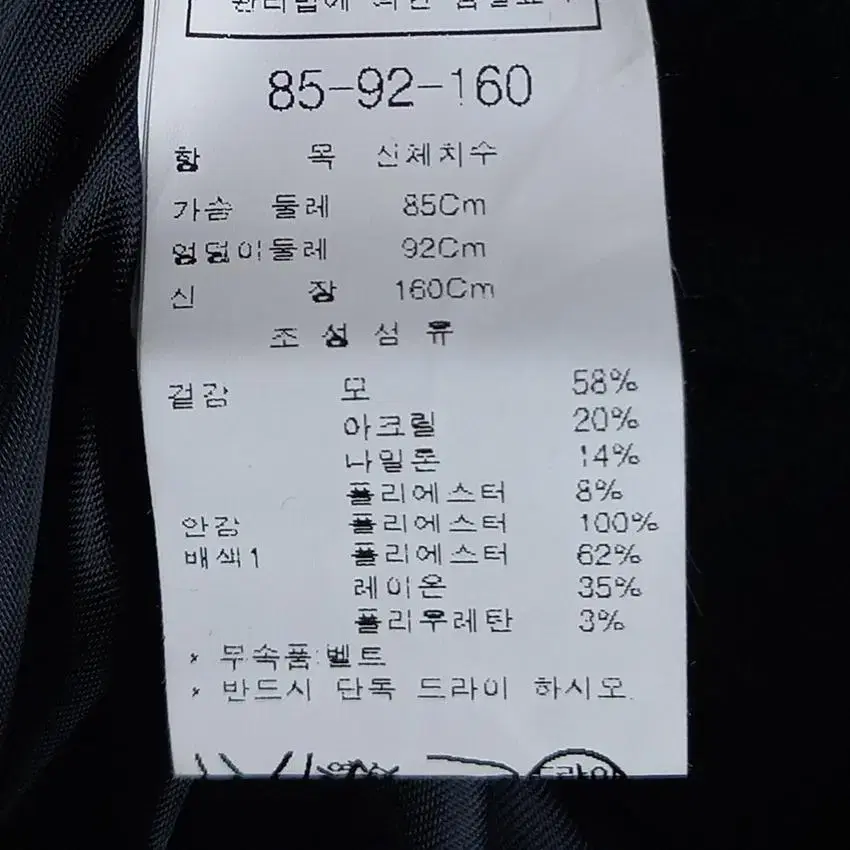 85-92-160
항 목 신체치수
가슴 둘레 85Cm
엉덩이둘레 92Cm
신 장 160Cm
조 성 섬 유
겉감 모 58%
아크릴 20%
나일론 14%
폴리에스터 8%
안감 폴리에스터 100%
배색1 폴리에스터 62%
레이온 35%
폴리우레탄 3%
* 부속품:벨트
* 반드시 단독 드라이 하시오.
드라이